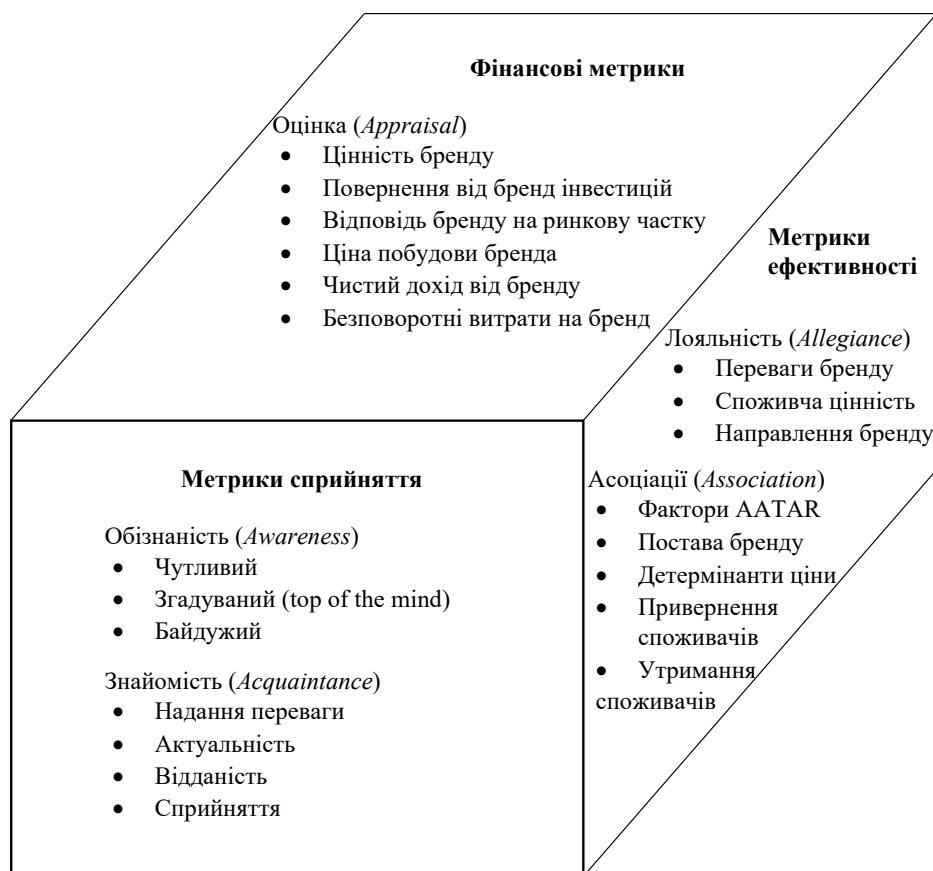 Фінансові метрики
Оцінка (Appraisal)
• Цінність бренду
• Повернення від бренд інвестицій
• Відповідь бренду на ринкову частку
• Ціна побудови бренда
• Чистий дохід від бренду
• Безповоротні витрати на бренд
Метрики
ефективності
Лояльність (Allegiance)
• Переваги бренду
• Споживча цінність
• Направлення бренду
Асоціації (Association)
• Фактори AATAR
• Постава бренду
• Детермінанти ціни
• Привернення
споживачів
• Утримання
споживачів
Метрики сприйняття
Обізнаність (Awareness)
• Чутливий
• Згадуваний (top of the mind)
• Байдужий
Знайомість (Acquaintance)
• Надання переваги
• Актуальність
• Відданість
• Сприйняття